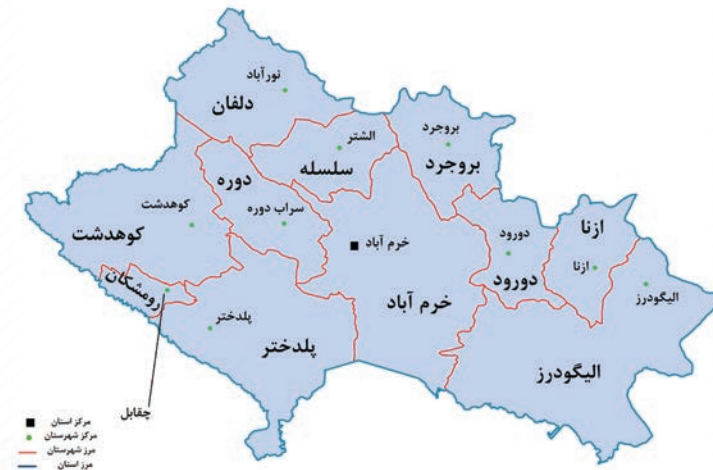 نورآباد
دلفان
بروجرد
بروجرد
الشتر
سلسله
دوره
سراب دوره
کوهدشت
کوهدشت
ازنا
ازنا
دورود
دورود
خرم آباد
خرم آباد
الیگودرز
الیگودرز
رومشکان
پلدختر
پلدختر
چقابل
مرکز استان
مرکز شهرستان
مرز شهرستان
مرز استان